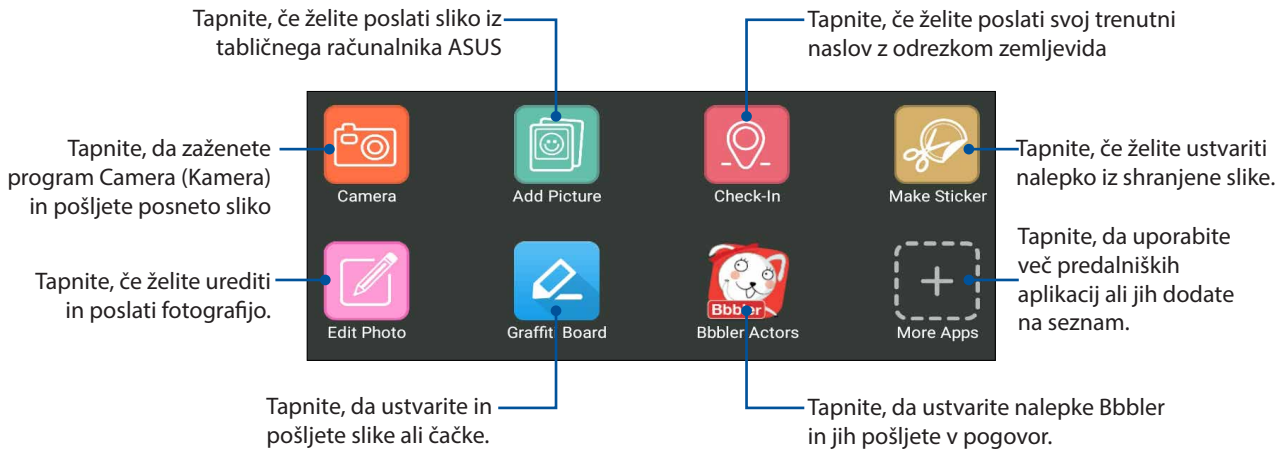 Tapnite, če želite poslati sliko iz
tabličnega računalnika ASUS
Tapnite, če želite poslati svoj trenutni
naslov z odrezkom zemljevida
Tapnite, da zaženete
program Camera (Kamera)
in pošljete posneto sliko
Camera
Add Picture
Check-In
Make Sticker
Tapnite, če želite ustvariti
nalepko iz shranjene slike.
Tapnite, če želite urediti
in poslati fotografijo.
Edit Photo
Graffiti Board
Bbbler
Bbbler Actors
More Apps
Tapnite, da uporabite
več predalniških
aplikacij ali jih dodate
na seznam.
Tapnite, da ustvarite in
pošljete slike ali čačke.
Tapnite, da ustvarite nalepke Bbbler
in jih pošljete v pogovor.